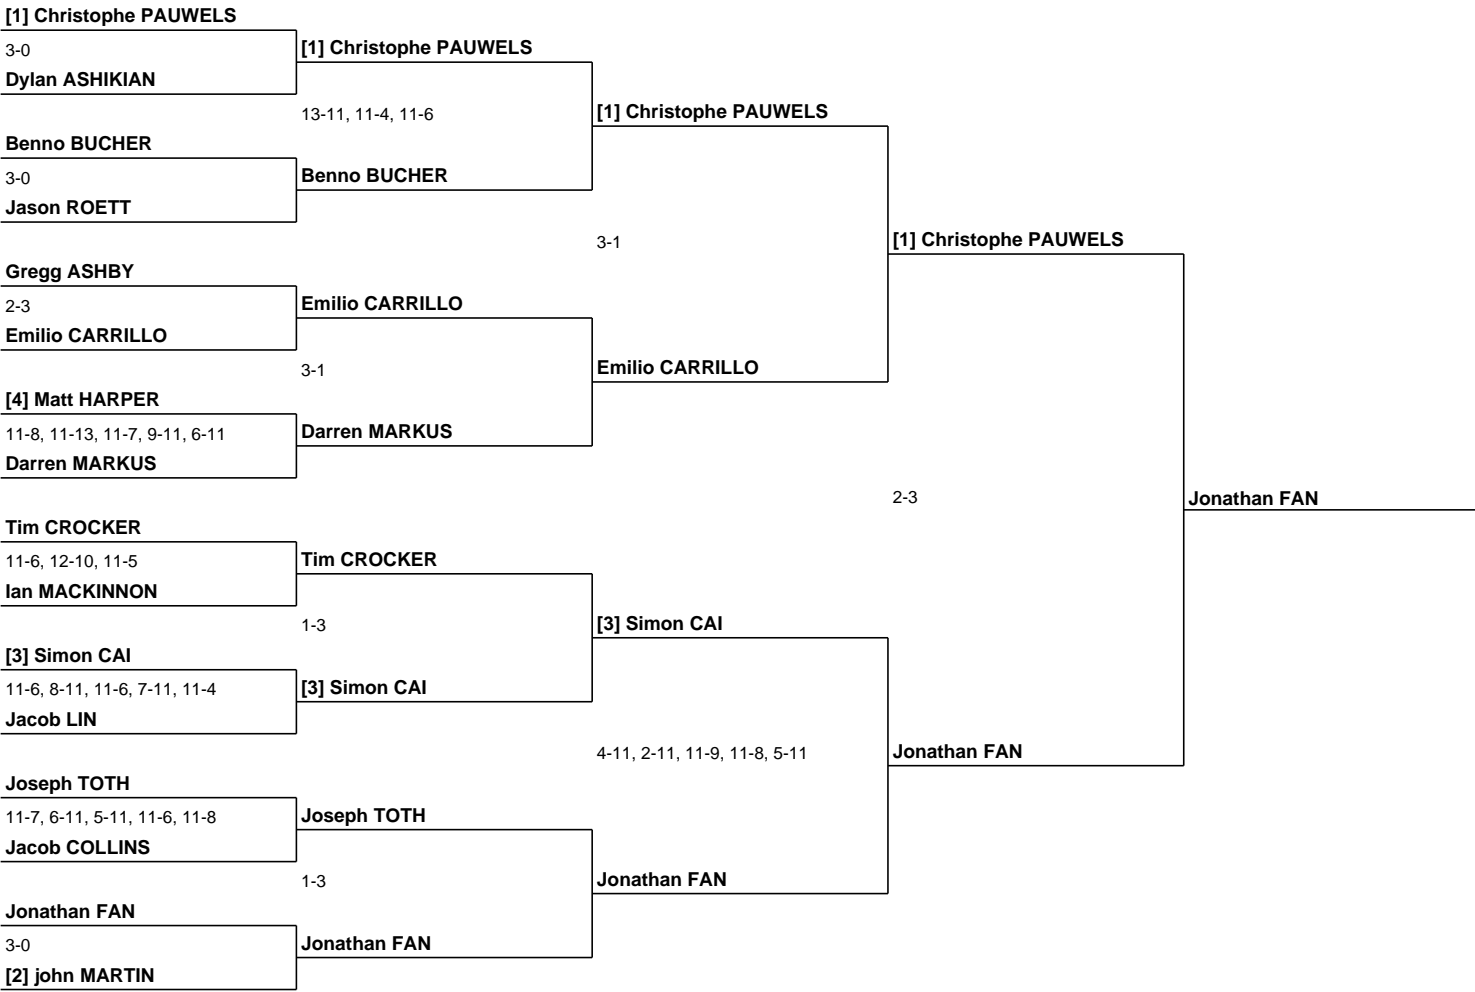 [1] Christophe PAUWELS
3-0
Dylan ASHIKIAN
Benno BUCHER
3-0
Jason ROETT
Gregg ASHBY
2-3
Emilio CARRILLO
[4] Matt HARPER
11-8, 11-13, 11-7, 9-11, 6-11
Darren MARKUS
Tim CROCKER
11-6, 12-10, 11-5
Ian MACKINNON
[3] Simon CAI
11-6, 8-11, 11-6, 7-11, 11-4
Jacob LIN
Joseph TOTH
11-7, 6-11, 5-11, 11-6, 11-8
Jacob COLLINS
Jonathan FAN
3-0
[2] john MARTIN
[1] Christophe PAUWELS
13-11, 11-4, 11-6
Benno BUCHER
Emilio CARRILLO
3-1
Darren MARKUS
Tim CROCKER
1-3
[3] Simon CAI
Joseph TOTH
1-3
Jonathan FAN
[1] Christophe PAUWELS
3-1
Emilio CARRILLO
[3] Simon CAI
4-11, 2-11, 11-9, 11-8, 5-11
Jonathan FAN
[1] Christophe PAUWELS
2-3
Jonathan FAN
Jonathan FAN